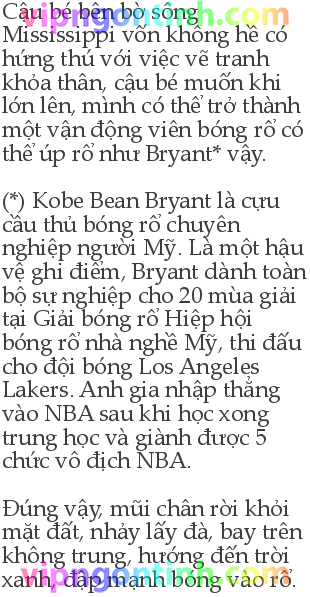 Cậu bé bên bờ sông
vipngontinh.com
Mississippi vốn không hề có
hứng thú với việc vẽ tranh
khỏa thân, cậu bé muốn khi
lớn lên, mình có thể trở thành
một vận động viên bóng rổ có
thể úp rổ như Bryant* vậy.
(*) Kobe Bean Bryant là cựu
cầu thủ bóng rổ chuyên
nghiệp người Mỹ. Là một hậu
vệ ghi điểm, Bryant dành toàn
bộ sự nghiệp cho 20 mùa giải
tại Giải bóng rổ Hiệp hội
bóng rổ nhà nghề Mỹ, thi đấu
cho đội bóng Los Angeles
Lakers. Anh gia nhập thẳng
vào NBA sau khi học xong
trung học và giành được 5
chức vô địch NBA.
Đúng vậy, mũi chân rời khỏi
mặt đất, nhảy lấy đà, bay trên
không trung, hướng đến trời
xanh, đập mạnh bóng vào rổ.
vipngontinh.com